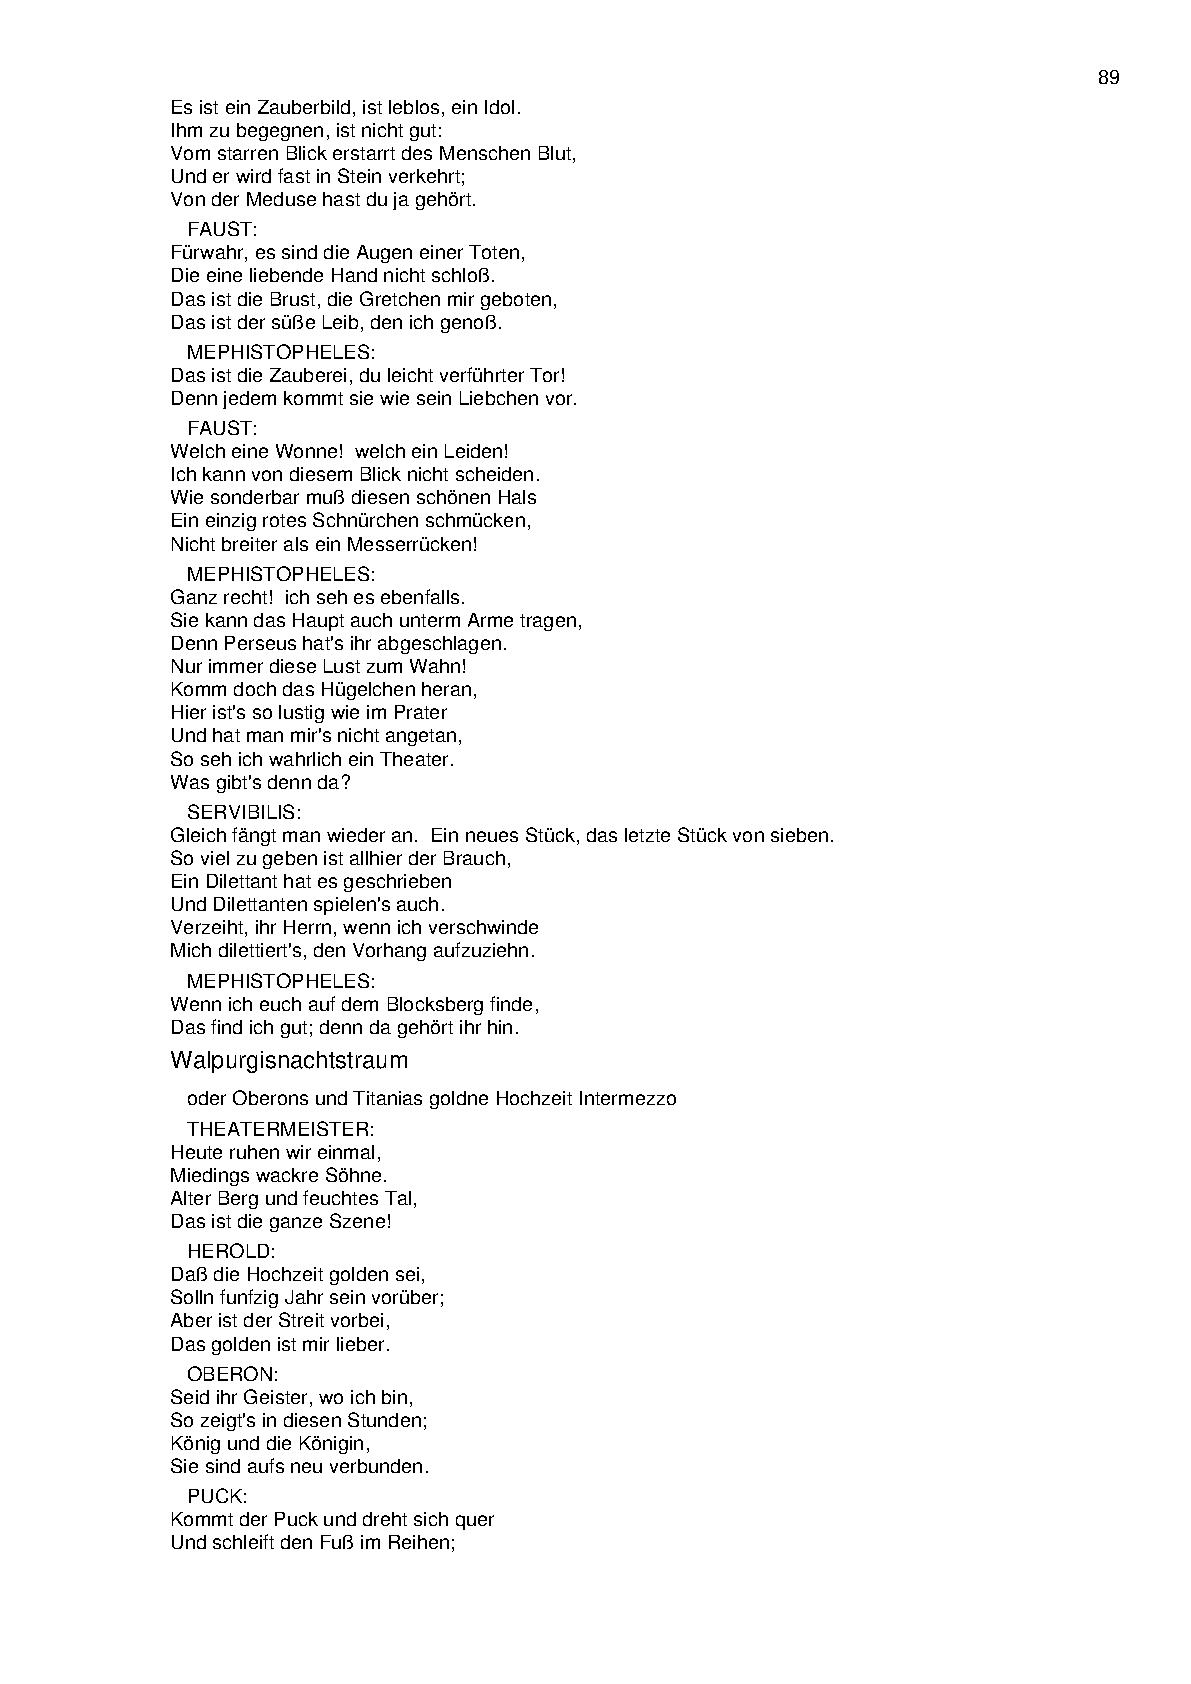 89
Es ist ein Zauberbild, ist leblos, ein Idol.
Ihm zu begegnen, ist nicht gut:
Vom starren Blick erstarrt des Menschen Blut,
Und er wird fast in Stein verkehrt;
Von der Meduse hast du ja gehört.
FAUST:
Fürwahr, es sind die Augen einer Toten,
Die eine liebende Hand nicht schloß.
Das ist die Brust, die Gretchen mir geboten,
Das ist der süße Leib, den ich genoß.
MEPHISTOPHELES:
Das ist die Zauberei, du leicht verführter Tor!
Denn jedem kommt sie wie sein Liebchen vor.
FAUST:
Welch eine Wonne!  welch ein Leiden!
Ich kann von diesem Blick nicht scheiden.
Wie sonderbar muß diesen schönen Hals
Ein einzig rotes Schnürchen schmücken,
Nicht breiter als ein Messerrücken!
MEPHISTOPHELES:
Ganz recht!  ich seh es ebenfalls.
Sie kann das Haupt auch unterm Arme tragen,
Denn Perseus hat's ihr abgeschlagen.
Nur immer diese Lust zum Wahn!
Komm doch das Hügelchen heran,
Hier ist's so lustig wie im Prater
Und hat man mir's nicht angetan,
So seh ich wahrlich ein Theater.
Was gibt's denn da?
SERVIBILIS:
Gleich fängt man wieder an.  Ein neues Stück, das letzte Stück von sieben.
So viel zu geben ist allhier der Brauch,
Ein Dilettant hat es geschrieben
Und Dilettanten spielen's auch.
Verzeiht, ihr Herrn, wenn ich verschwinde
Mich dilettiert's, den Vorhang aufzuziehn.
MEPHISTOPHELES:
Wenn ich euch auf dem Blocksberg finde,
Das find ich gut; denn da gehört ihr hin.
Walpurgisnachtstraum
oder Oberons und Titanias goldne Hochzeit Intermezzo
THEATERMEISTER:
Heute ruhen wir einmal,
Miedings wackre Söhne.
Alter Berg und feuchtes Tal,
Das ist die ganze Szene!
HEROLD:
Daß die Hochzeit golden sei,
Solln funfzig Jahr sein vorüber;
Aber ist der Streit vorbei,
Das golden ist mir lieber.
OBERON:
Seid ihr Geister, wo ich bin,
So zeigt's in diesen Stunden;
König und die Königin,
Sie sind aufs neu verbunden.
PUCK:
Kommt der Puck und dreht sich quer
Und schleift den Fuß im Reihen;